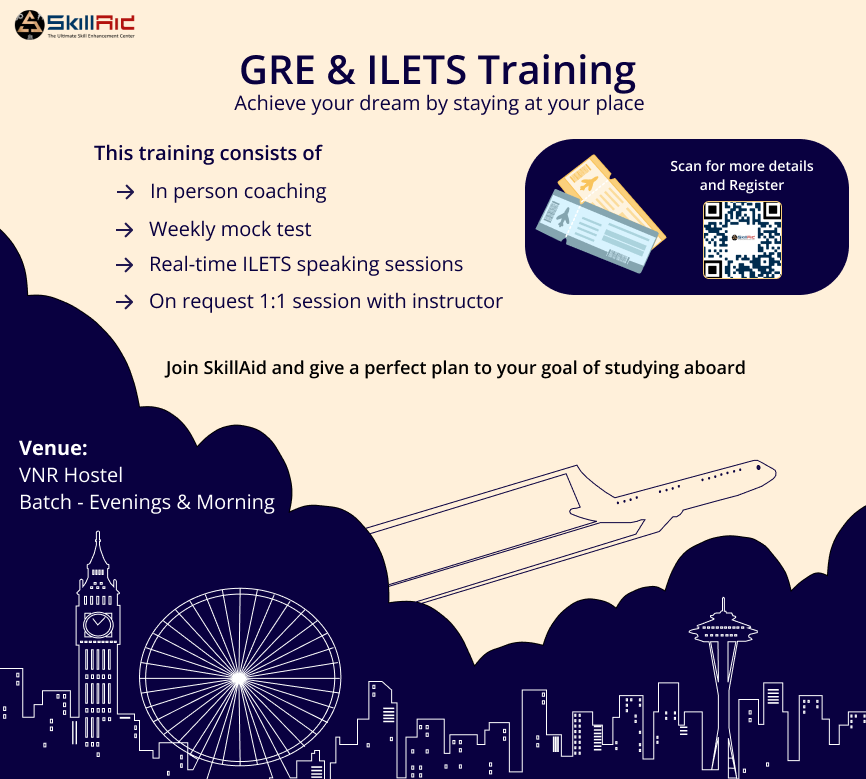 SkillAid
The Ultimate Skill Enhancement Center
GRE & ILETS Training
Achieve your dream by staying at your place
This training consists of
→ In person coaching
→ Weekly mock test
→ Real-time ILETS speaking sessions
→ On request 1:1 session with instructor
Scan for more details
and Register
SkillAid
Join SkillAid and give a perfect plan to your goal of studying aboard
Venue:
VNR Hostel
Batch - Evenings & Morning